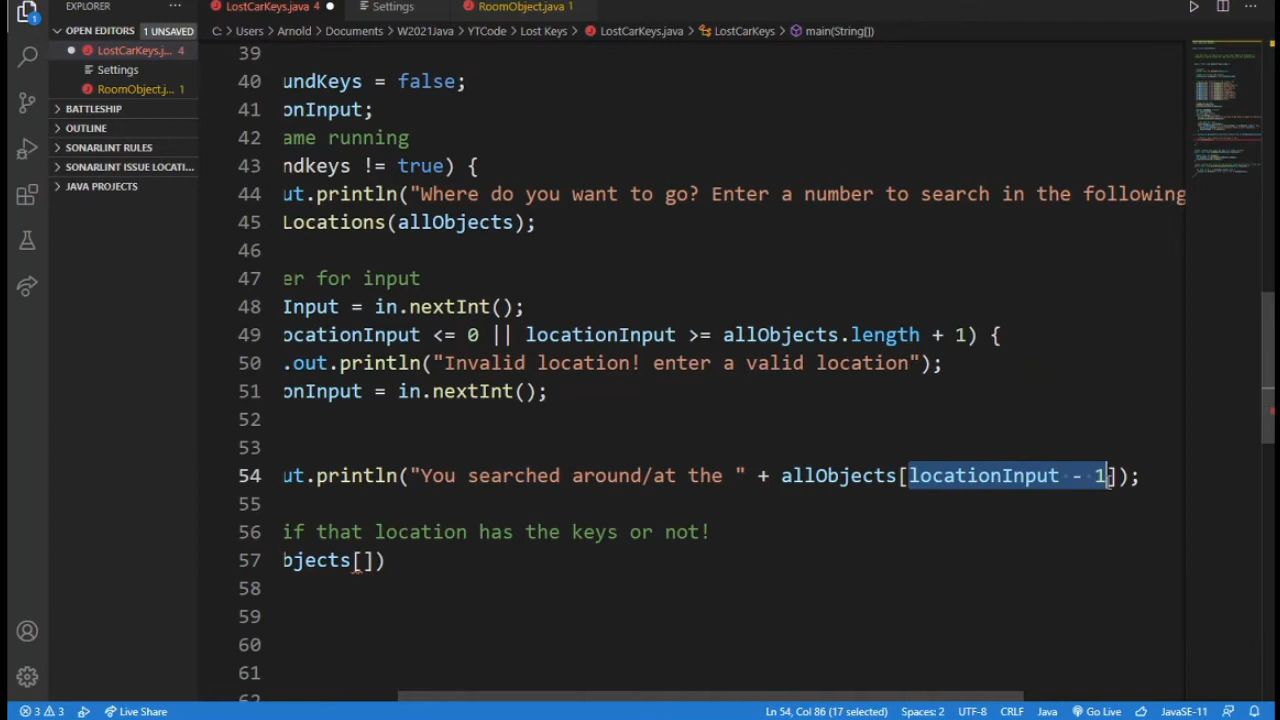 EXPLORER ...
OPEN EDITORS 1 UNSAVED
LostCarKeys.j... 4
Settings
RoomObject.j... 1
BATTLESHIP
OUTLINE
SONARLINT RULES
SONARLINT ISSUE LOCATI...
JAVA PROJECTS
1
LostCarKeys.java 4
Settings
RoomObject.java 1
C: > Users > Arnold > Documents > W2021Java > YTCode > Lost Keys > LostCarKeys.java > LostCarKeys > main(String[])
39
40 undKeys = false;
41 onInput;
42 ame running
43 ndkeys != true) {
44 ut.println("Where do you want to go? Enter a number to search in the following
45 Locations(allObjects);
46
47 er for input
48 Input = in.nextInt();
49 ocationInput <= 0 || locationInput >= allObjects.length + 1) {
50 .out.println("Invalid location! enter a valid location");
51 onInput = in.nextInt();
52
53
54 ut.println("You searched around/at the " + allObjects[locationInput - 1]);
55
56 if that location has the keys or not!
57 bjects[])
58
59
60
61
62
3 3 Live Share Ln 54, Col 86 (17 selected) Spaces: 2 UTF-8 CRLF Java Go Live JavaSE-11